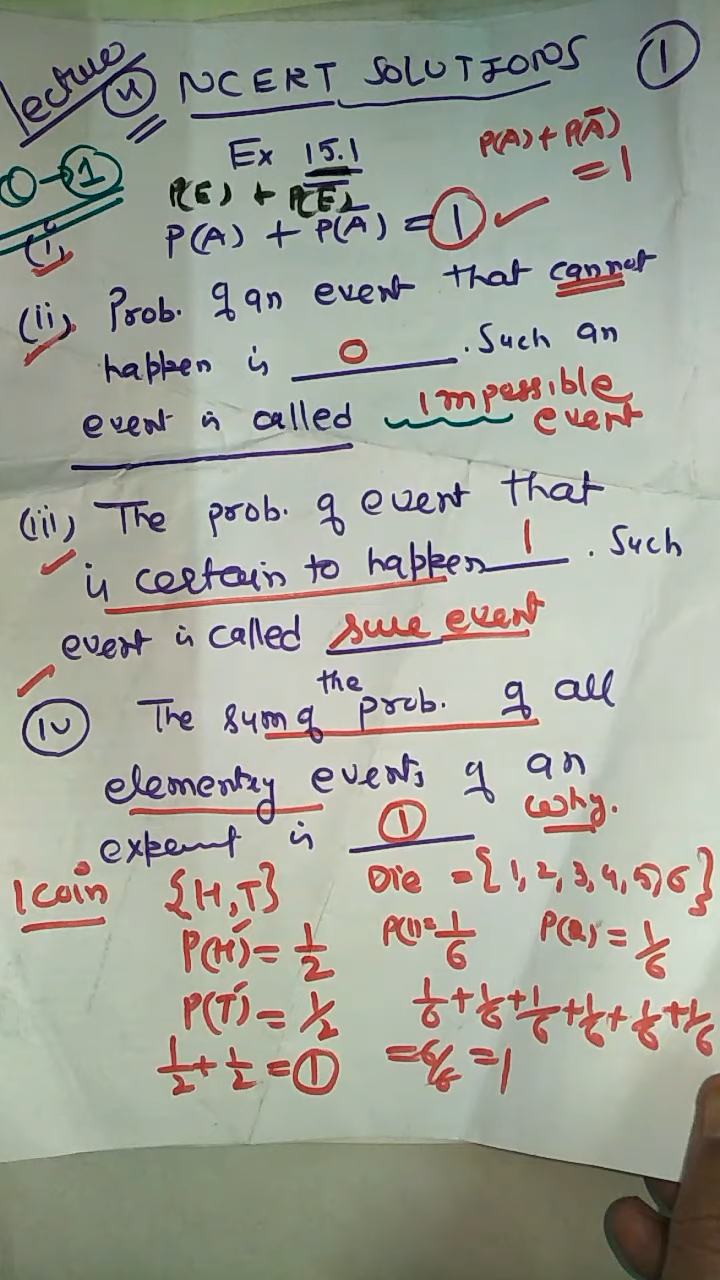 Lecture
(4) NCERT SOLUTIONS (1)
Ex 15.1
P(A) + P(Ā) = 1
Q-(1)
P(E) + P(Ē)
(i) P(A) + P(Ā) = (1) ✓
(ii) Prob. of an event that cannot
happen is 0 . Such an
event is called Impossible event
(iii) The prob. of event that
is certain to happen 1 . Such
event is called sure event
(iv) The sum of the prob. of all
elementry events of an
is (1) why.
1 coin {H,T} Die = {1, 2, 3, 4, 5, 6}
P(H) = 1/2 P(1) = 1/6 P(2) = 1/6
P(T) = 1/2 1/6 + 1/6 + 1/6 + 1/6 + 1/6 + 1/6
1/2 + 1/2 = (1) = 6/6 = 1